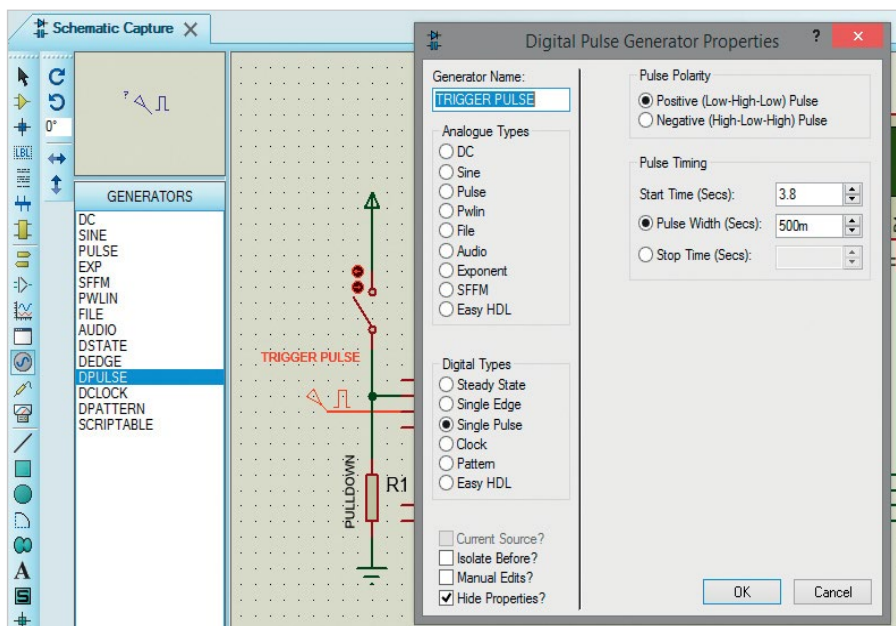 Schematic Capture
0°
LBL
A
S
?
GENERATORS
DC
SINE
PULSE
EXP
SFFM
PWLIN
FILE
AUDIO
DSTATE
DEDGE
DPULSE
DCLOCK
DPATTERN
SCRIPTABLE
TRIGGER PULSE
PULLDOWN
R1
Digital Pulse Generator Properties
?
Generator Name:
TRIGGER PULSE
Analogue Types
DC
Sine
Pulse
Pwlin
File
Audio
Exponent
SFFM
Easy HDL
Digital Types
Steady State
Single Edge
Single Pulse
Clock
Pattern
Easy HDL
Current Source?
Isolate Before?
Manual Edits?
Hide Properties?
Pulse Polarity
Positive (Low-High-Low) Pulse
Negative (High-Low-High) Pulse
Pulse Timing
Start Time (Secs): 3.8
Pulse Width (Secs): 500m
Stop Time (Secs):
OK Cancel